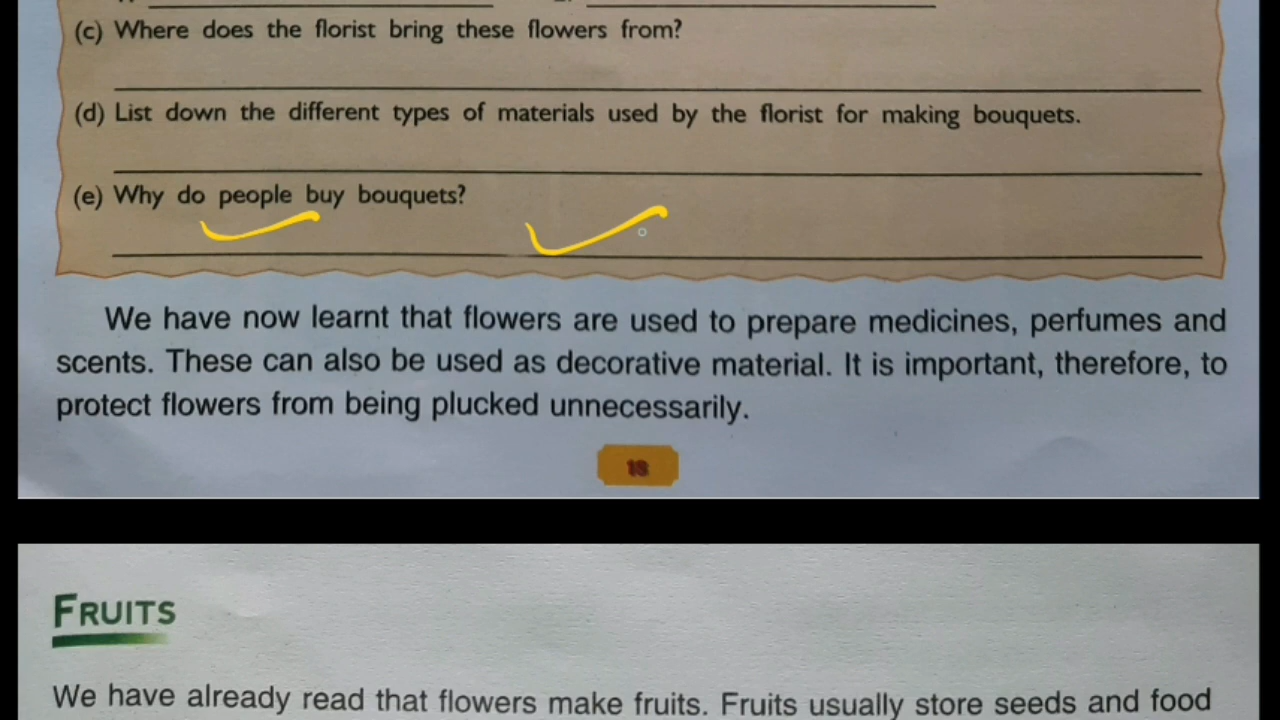 (c) Where does the florist bring these flowers from?
(d) List down the different types of materials used by the florist for making bouquets.
(e) Why do people buy bouquets?
We have now learnt that flowers are used to prepare medicines, perfumes and
scents. These can also be used as decorative material. It is important, therefore, to
protect flowers from being plucked unnecessarily.
18
FRUITS
We have already read that flowers make fruits. Fruits usually store seeds and food